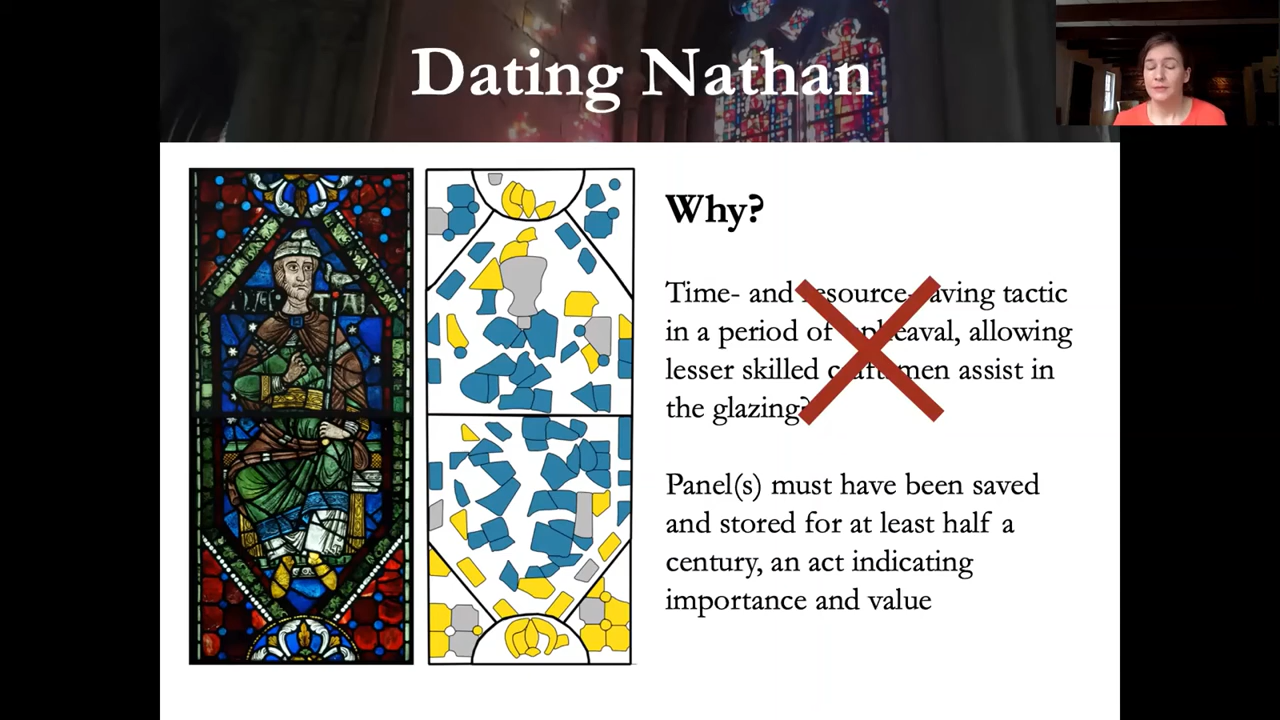 Dating Nathan
Why?
Time- and resource-saving tactic
in a period of upheaval, allowing
lesser skilled craftsmen assist in
the glazing?
Panel(s) must have been saved
and stored for at least half a
century, an act indicating
importance and value